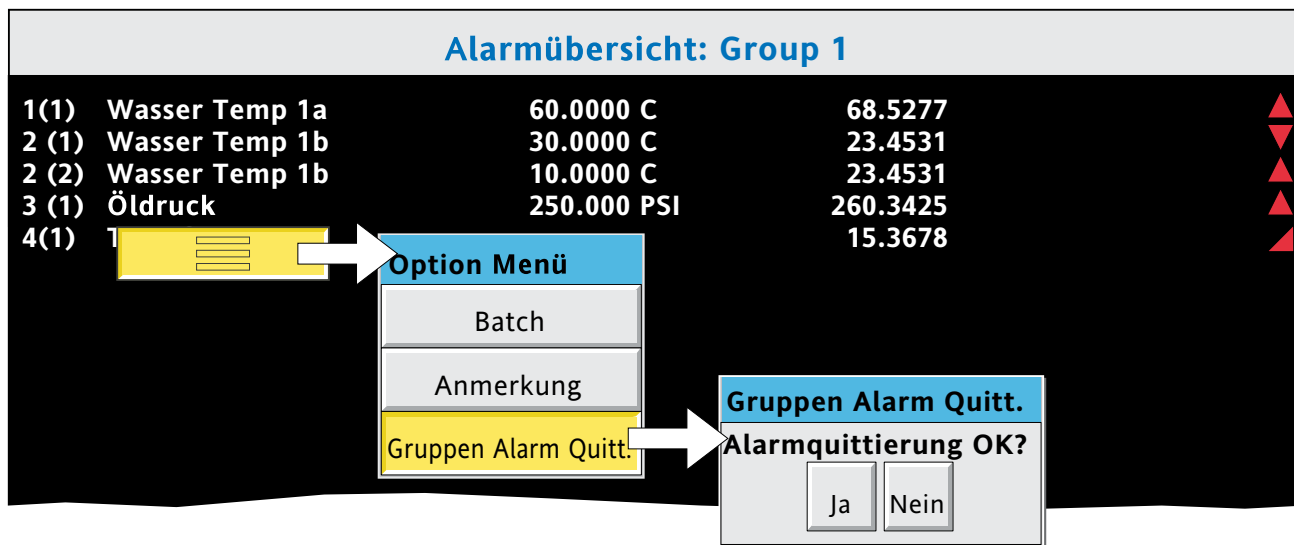 Alarmübersicht: Group 1
1(1) Wasser Temp 1a 60.0000 C 68.5277
2 (1) Wasser Temp 1b 30.0000 C 23.4531
2 (2) Wasser Temp 1b 10.0000 C 23.4531
3 (1) Öldruck 250.000 PSI 260.3425
4(1) 15.3678
Option Menü
Batch
Anmerkung
Gruppen Alarm Quitt.
Gruppen Alarm Quitt.
Alarmquittierung OK?
Ja Nein